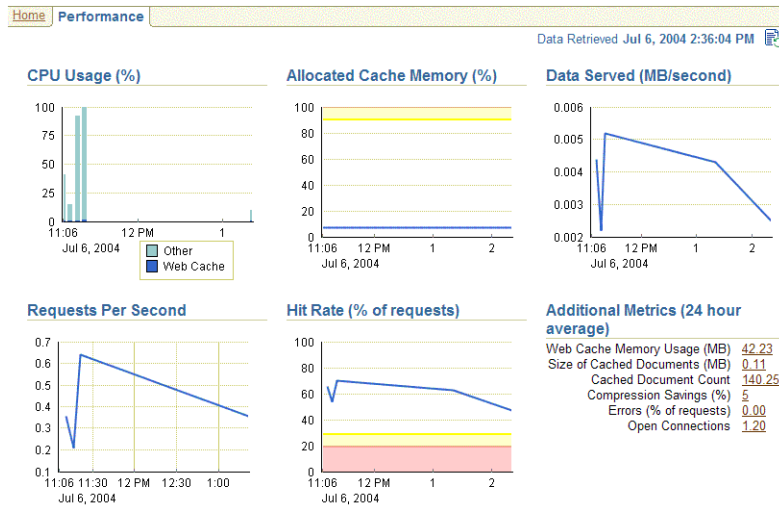 Home Performance
Data Retrieved Jul 6, 2004 2:36:04 PM
CPU Usage (%)
100
75
50
25
0
11:06 12 PM 1
Jul 6, 2004
Other
Web Cache
Allocated Cache Memory (%)
100
80
60
40
20
0
11:06 12 PM 1 2
Jul 6, 2004
Data Served (MB/second)
0.006
0.005
0.004
0.003
0.002
11:06 12 PM 1 2
Jul 6, 2004
Requests Per Second
0.7
0.6
0.5
0.4
0.3
0.2
0.1
11:06 11:30 12 PM 12:30 1:00
Jul 6, 2004
Hit Rate (% of requests)
100
80
60
40
20
0
11:06 12 PM 1 2
Jul 6, 2004
Additional Metrics (24 hour
average)
Web Cache Memory Usage (MB) 42.23
Size of Cached Documents (MB) 0.11
Cached Document Count 140.25
Compression Savings (%) 5
Errors (% of requests) 0.00
Open Connections 1.20